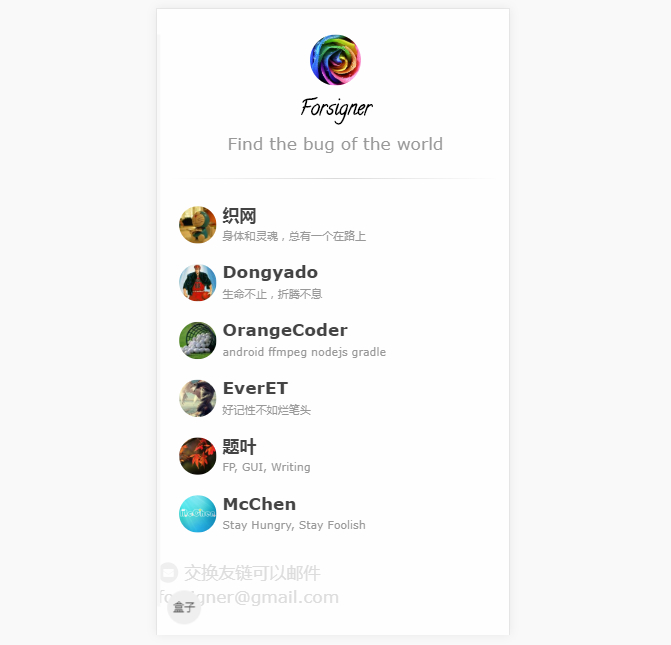 Forsigner
Find the bug of the world
织网
身体和灵魂，总有一个在路上
Dongyado
生命不止，折腾不息
OrangeCoder
android ffmpeg nodejs gradle
EverET
好记性不如烂笔头
题叶
FP, GUI, Writing
McChen
Stay Hungry, Stay Foolish
交换友链可以邮件
forsigner@gmail.com
盒子